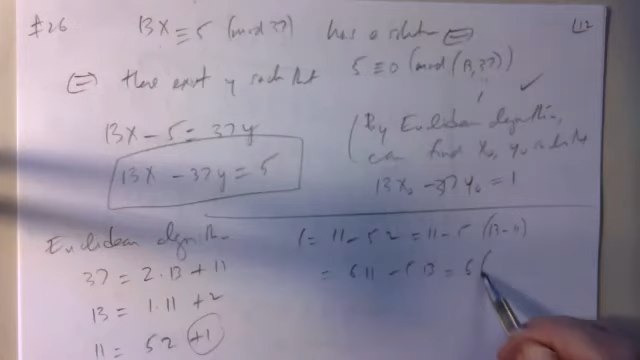 #26 13X ≡ 5 (mod 37) has a solution ⟺ L12
⟺ there exist y such that 5 ≡ 0 (mod (13, 37))
13X − 5 = 37y
13X − 37y = 5
(By Euclidean algorithm,
can find X₀, y₀ such that
13X₀ − 37y₀ = 1
Euclidean algorithm
37 = 2·13 + 11
13 = 1·11 + 2
11 = 5 2 + 1
1 = 11 − 5 2 = 11 − 5 (13 − 11)
= 6 11 − 5 13 = 6 (